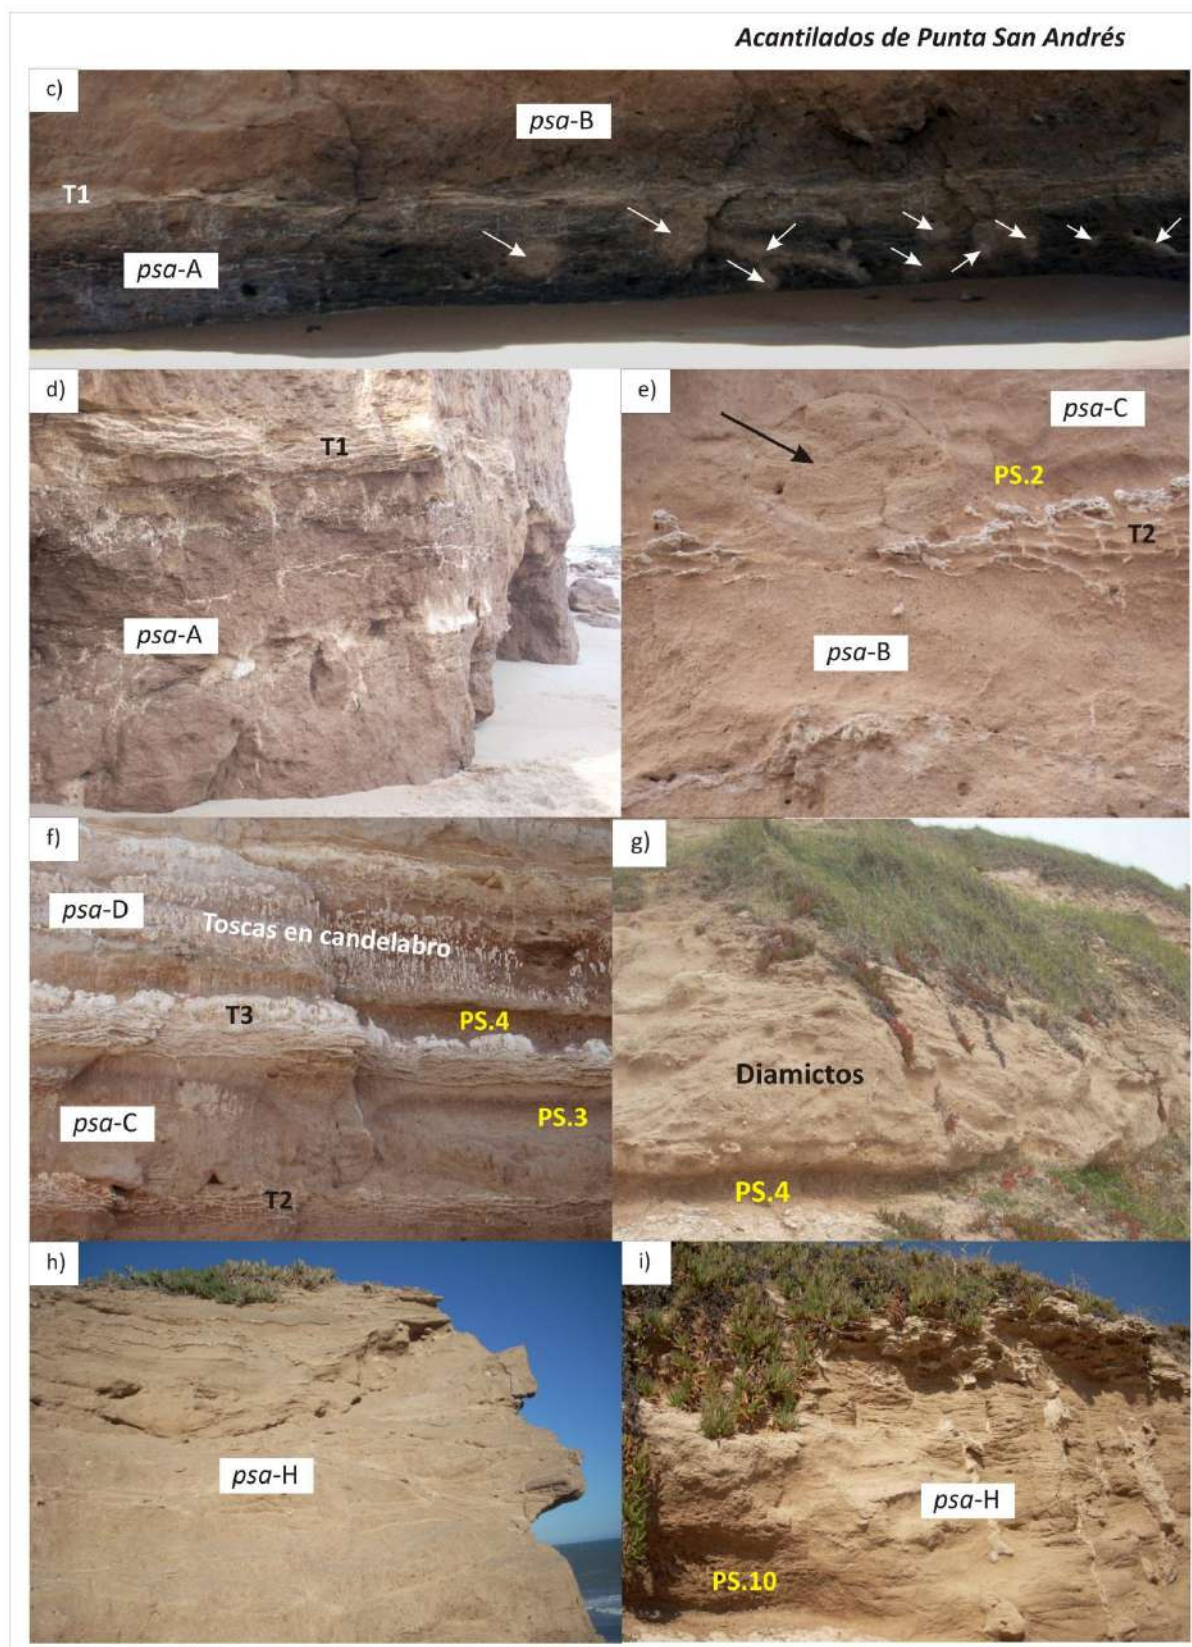 Acantilados de Punta San Andrés
c)
psa-B
T1
psa-A
d)
T1
psa-A
e)
psa-C
PS.2
T2
psa-B
f)
psa-D
Toscas en candelabro
T3
PS.4
psa-C
PS.3
T2
g)
Diamictos
PS.4
h)
psa-H
i)
psa-H
PS.10